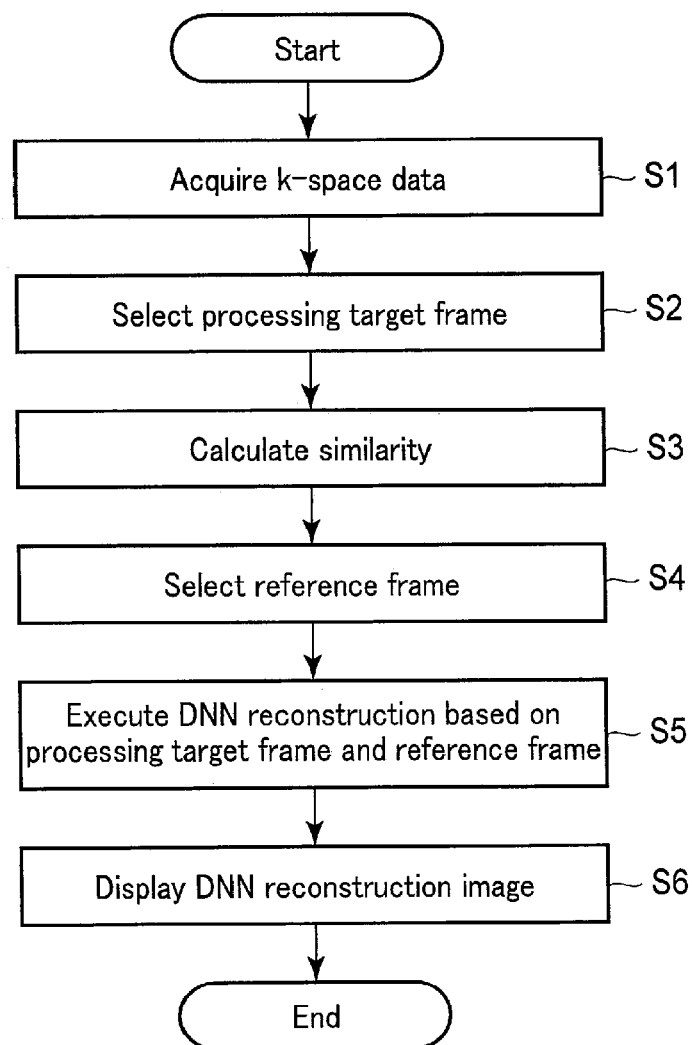 Start
Acquire k-space data
S1
Select processing target frame
S2
Calculate similarity
S3
Select reference frame
S4
Execute DNN reconstruction based on
processing target frame and reference frame
S5
Display DNN reconstruction image
S6
End